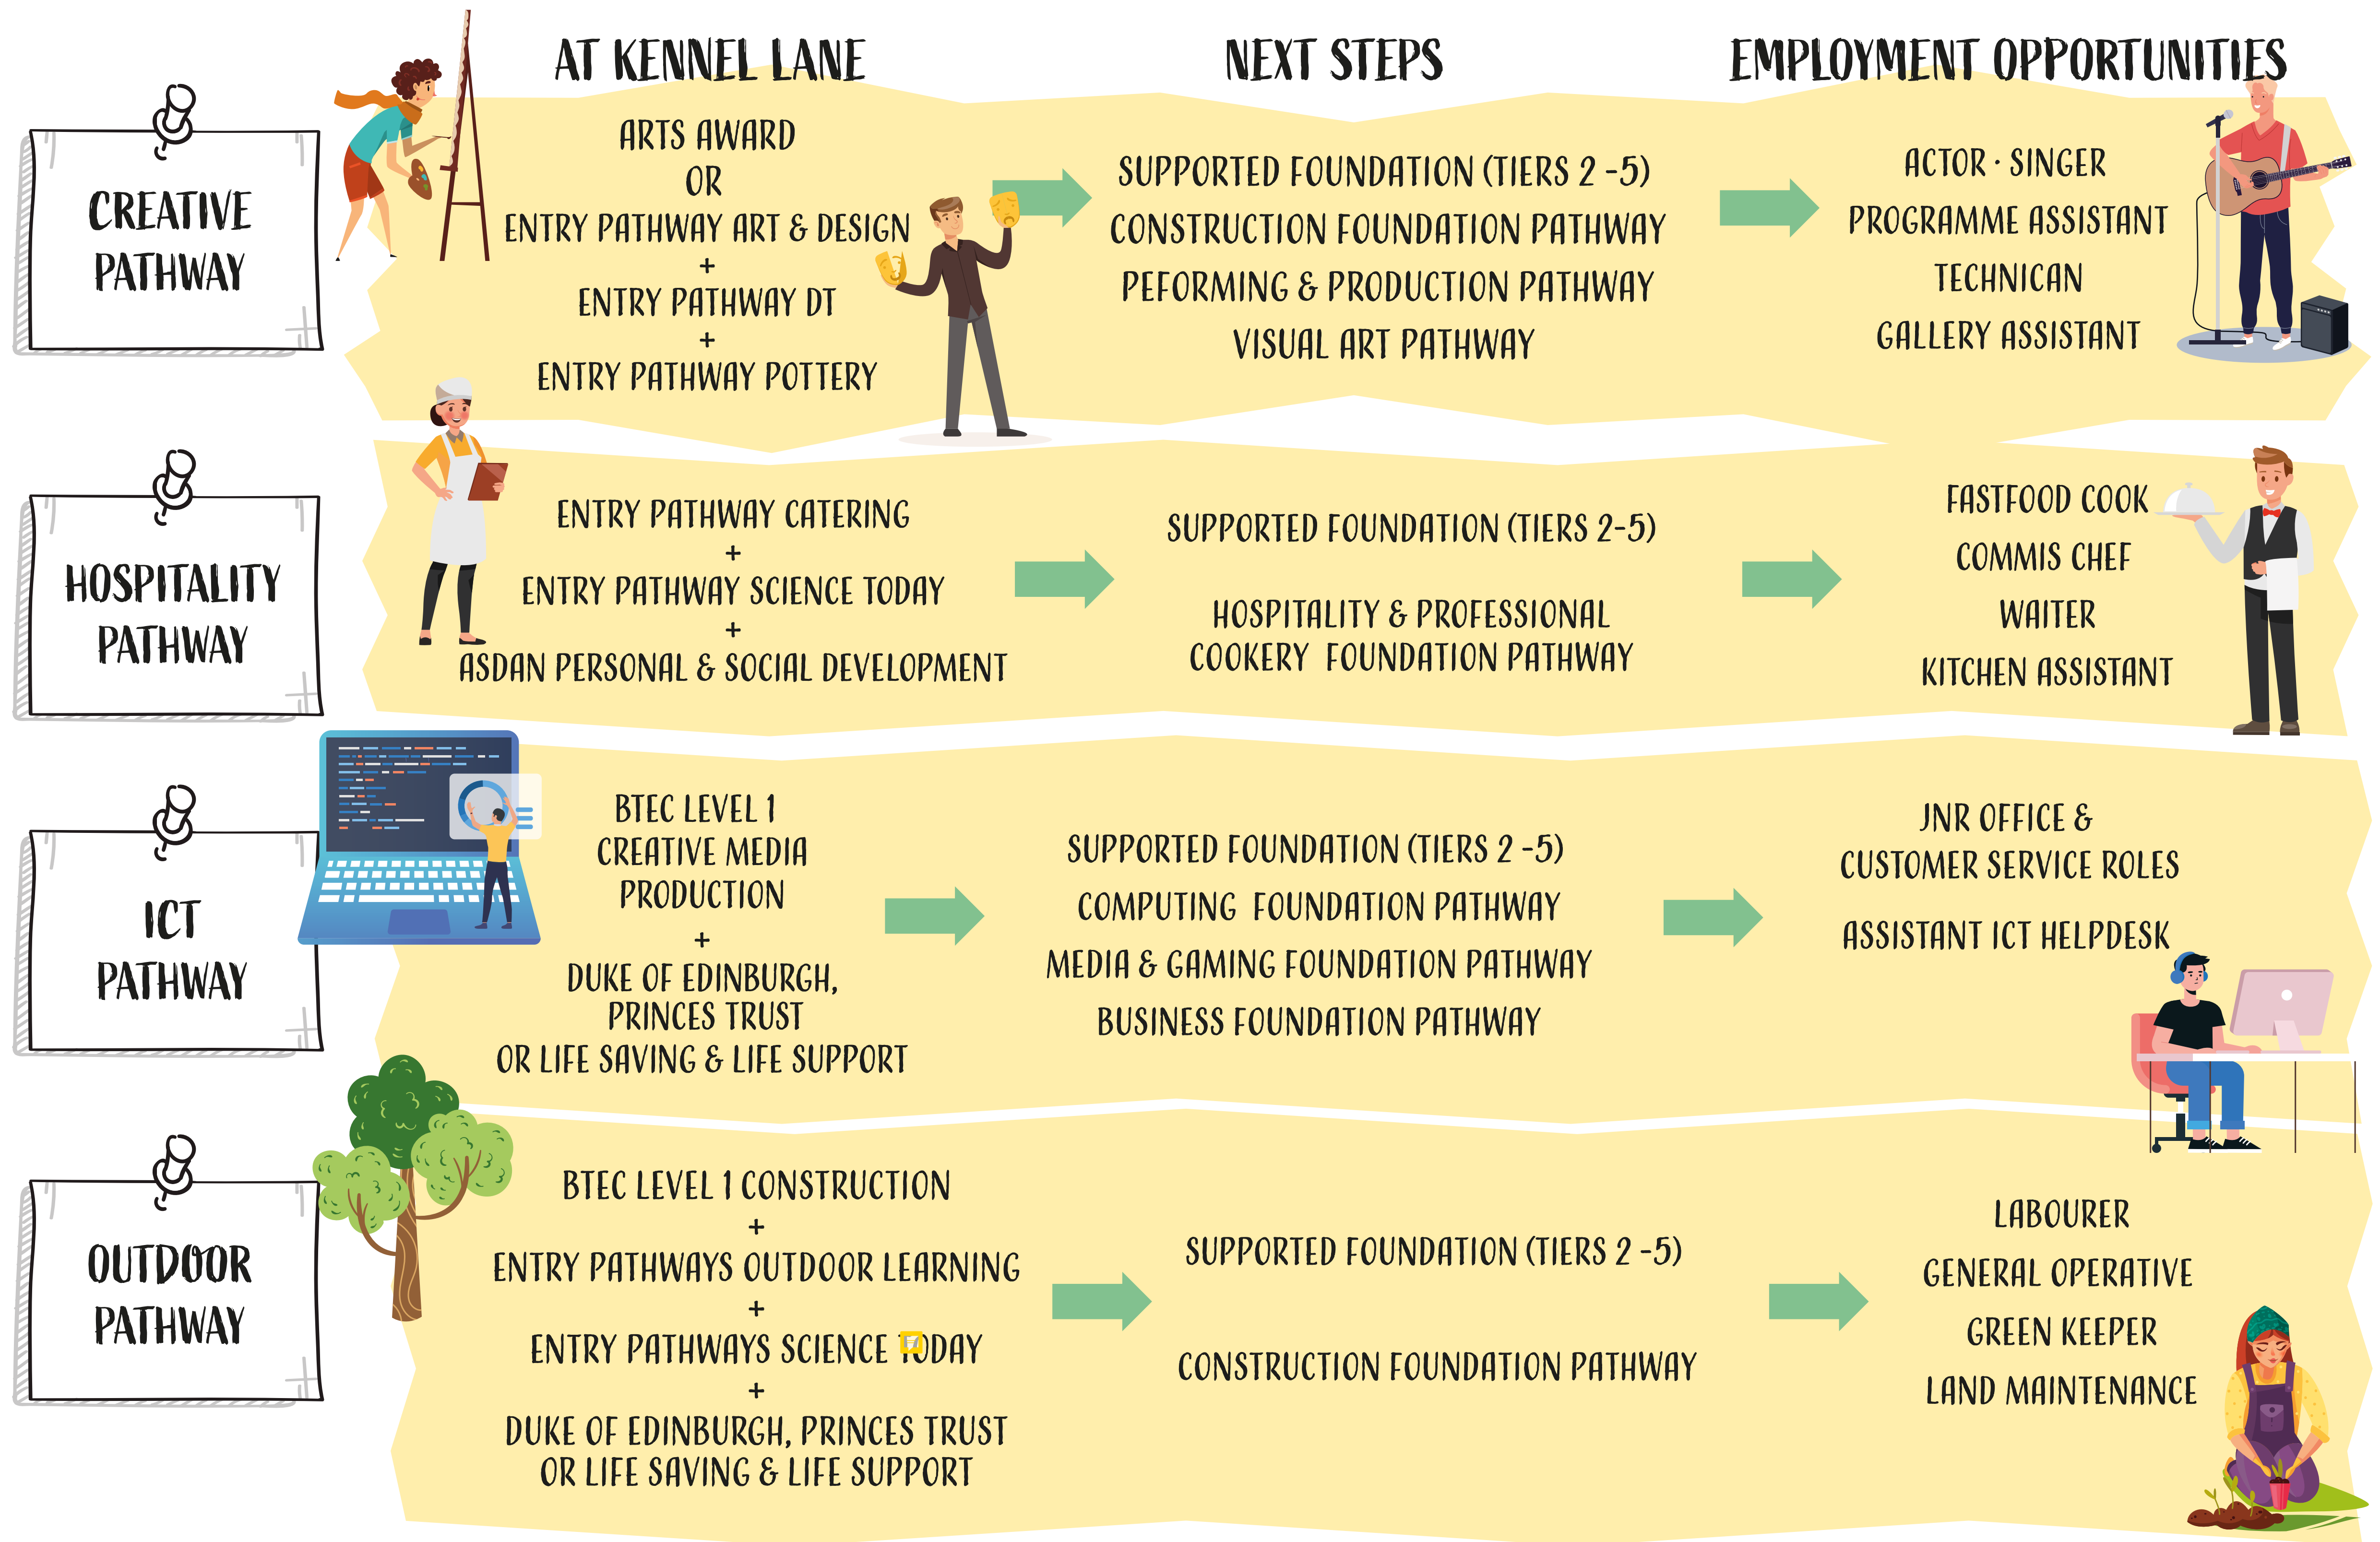 AT KENNEL LANE
NEXT STEPS
EMPLOYMENT OPPORTUNITIES
CREATIVE
PATHWAY
ARTS AWARD
OR
ENTRY PATHWAY ART & DESIGN
+
ENTRY PATHWAY DT
+
ENTRY PATHWAY POTTERY
SUPPORTED FOUNDATION (TIERS 2 -5)
CONSTRUCTION FOUNDATION PATHWAY
PEFORMING & PRODUCTION PATHWAY
VISUAL ART PATHWAY
ACTOR · SINGER
PROGRAMME ASSISTANT
TECHNICAN
GALLERY ASSISTANT
HOSPITALITY
PATHWAY
ENTRY PATHWAY CATERING
+
ENTRY PATHWAY SCIENCE TODAY
+
ASDAN PERSONAL & SOCIAL DEVELOPMENT
SUPPORTED FOUNDATION (TIERS 2-5)
HOSPITALITY & PROFESSIONAL
COOKERY FOUNDATION PATHWAY
FASTFOOD COOK
COMMIS CHEF
WAITER
KITCHEN ASSISTANT
ICT
PATHWAY
BTEC LEVEL 1
CREATIVE MEDIA
PRODUCTION
+
DUKE OF EDINBURGH,
PRINCES TRUST
OR LIFE SAVING & LIFE SUPPORT
SUPPORTED FOUNDATION (TIERS 2 -5)
COMPUTING FOUNDATION PATHWAY
MEDIA & GAMING FOUNDATION PATHWAY
BUSINESS FOUNDATION PATHWAY
JNR OFFICE &
CUSTOMER SERVICE ROLES
ASSISTANT ICT HELPDESK
OUTDOOR
PATHWAY
BTEC LEVEL 1 CONSTRUCTION
+
ENTRY PATHWAYS OUTDOOR LEARNING
+
ENTRY PATHWAYS SCIENCE TODAY
+
DUKE OF EDINBURGH, PRINCES TRUST
OR LIFE SAVING & LIFE SUPPORT
SUPPORTED FOUNDATION (TIERS 2 -5)
CONSTRUCTION FOUNDATION PATHWAY
LABOURER
GENERAL OPERATIVE
GREEN KEEPER
LAND MAINTENANCE